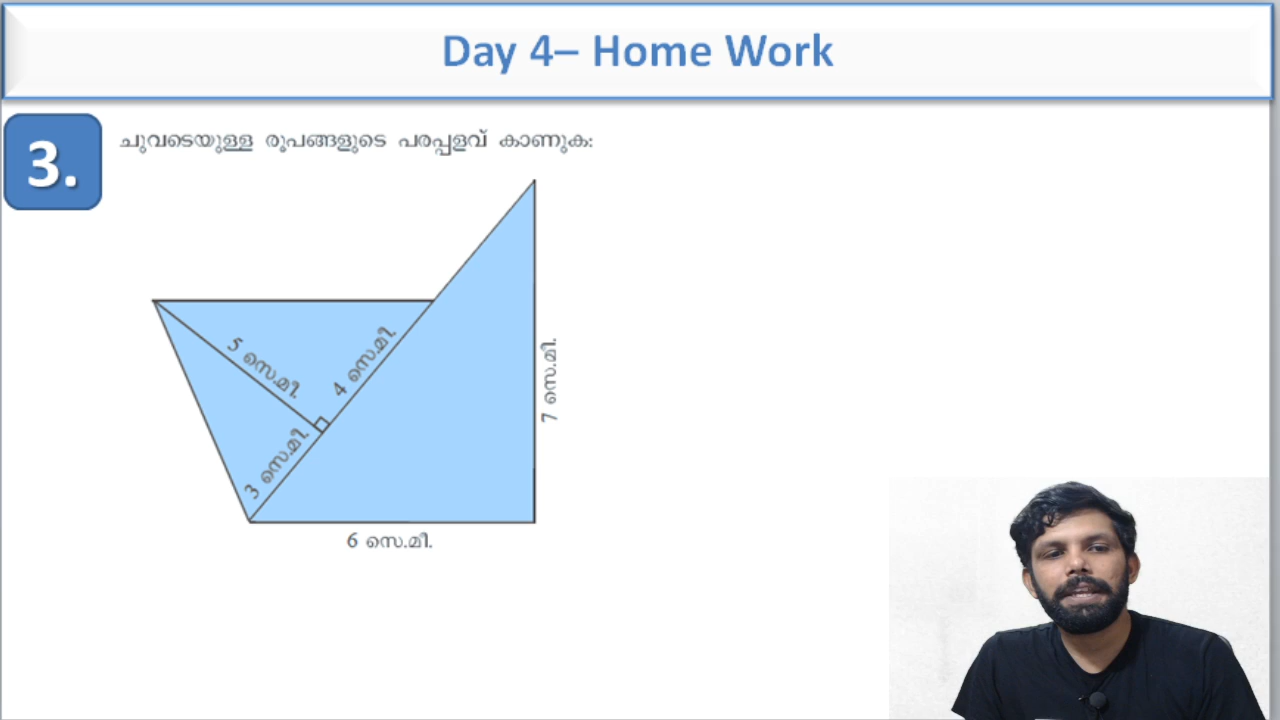 Day 4– Home Work
3.
ചുവടെയുള്ള രൂപങ്ങളുടെ പരപ്പളവ് കാണുക:
5 സെ.മീ.
4 സെ.മീ.
3 സെ.മീ.
7 സെ.മീ.
6 സെ.മീ.